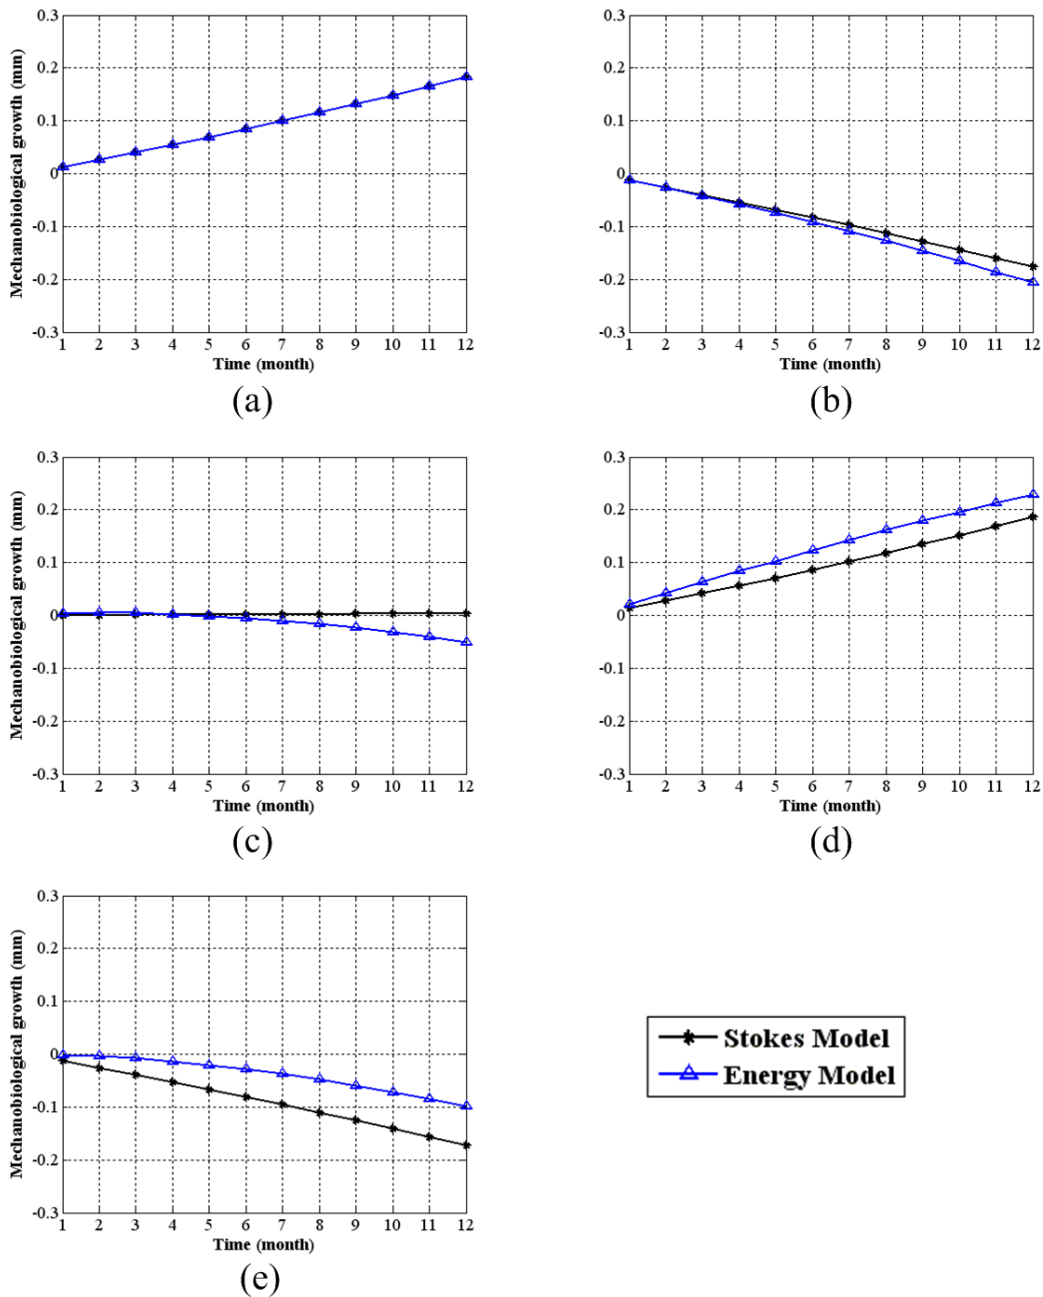 0.3
0.2
0.1
0
-0.1
-0.2
-0.3
Mechanobiological growth (mm)
1 2 3 4 5 6 7 8 9 10 11 12
Time (month)
(a)
0.3
0.2
0.1
0
-0.1
-0.2
-0.3
1 2 3 4 5 6 7 8 9 10 11 12
Time (month)
(b)
0.3
0.2
0.1
0
-0.1
-0.2
-0.3
Mechanobiological growth (mm)
1 2 3 4 5 6 7 8 9 10 11 12
Time (month)
(c)
0.3
0.2
0.1
0
-0.1
-0.2
-0.3
1 2 3 4 5 6 7 8 9 10 11 12
Time (month)
(d)
0.3
0.2
0.1
0
-0.1
-0.2
-0.3
Mechanobiological growth (mm)
1 2 3 4 5 6 7 8 9 10 11 12
Time (month)
(e)
Stokes Model
Energy Model